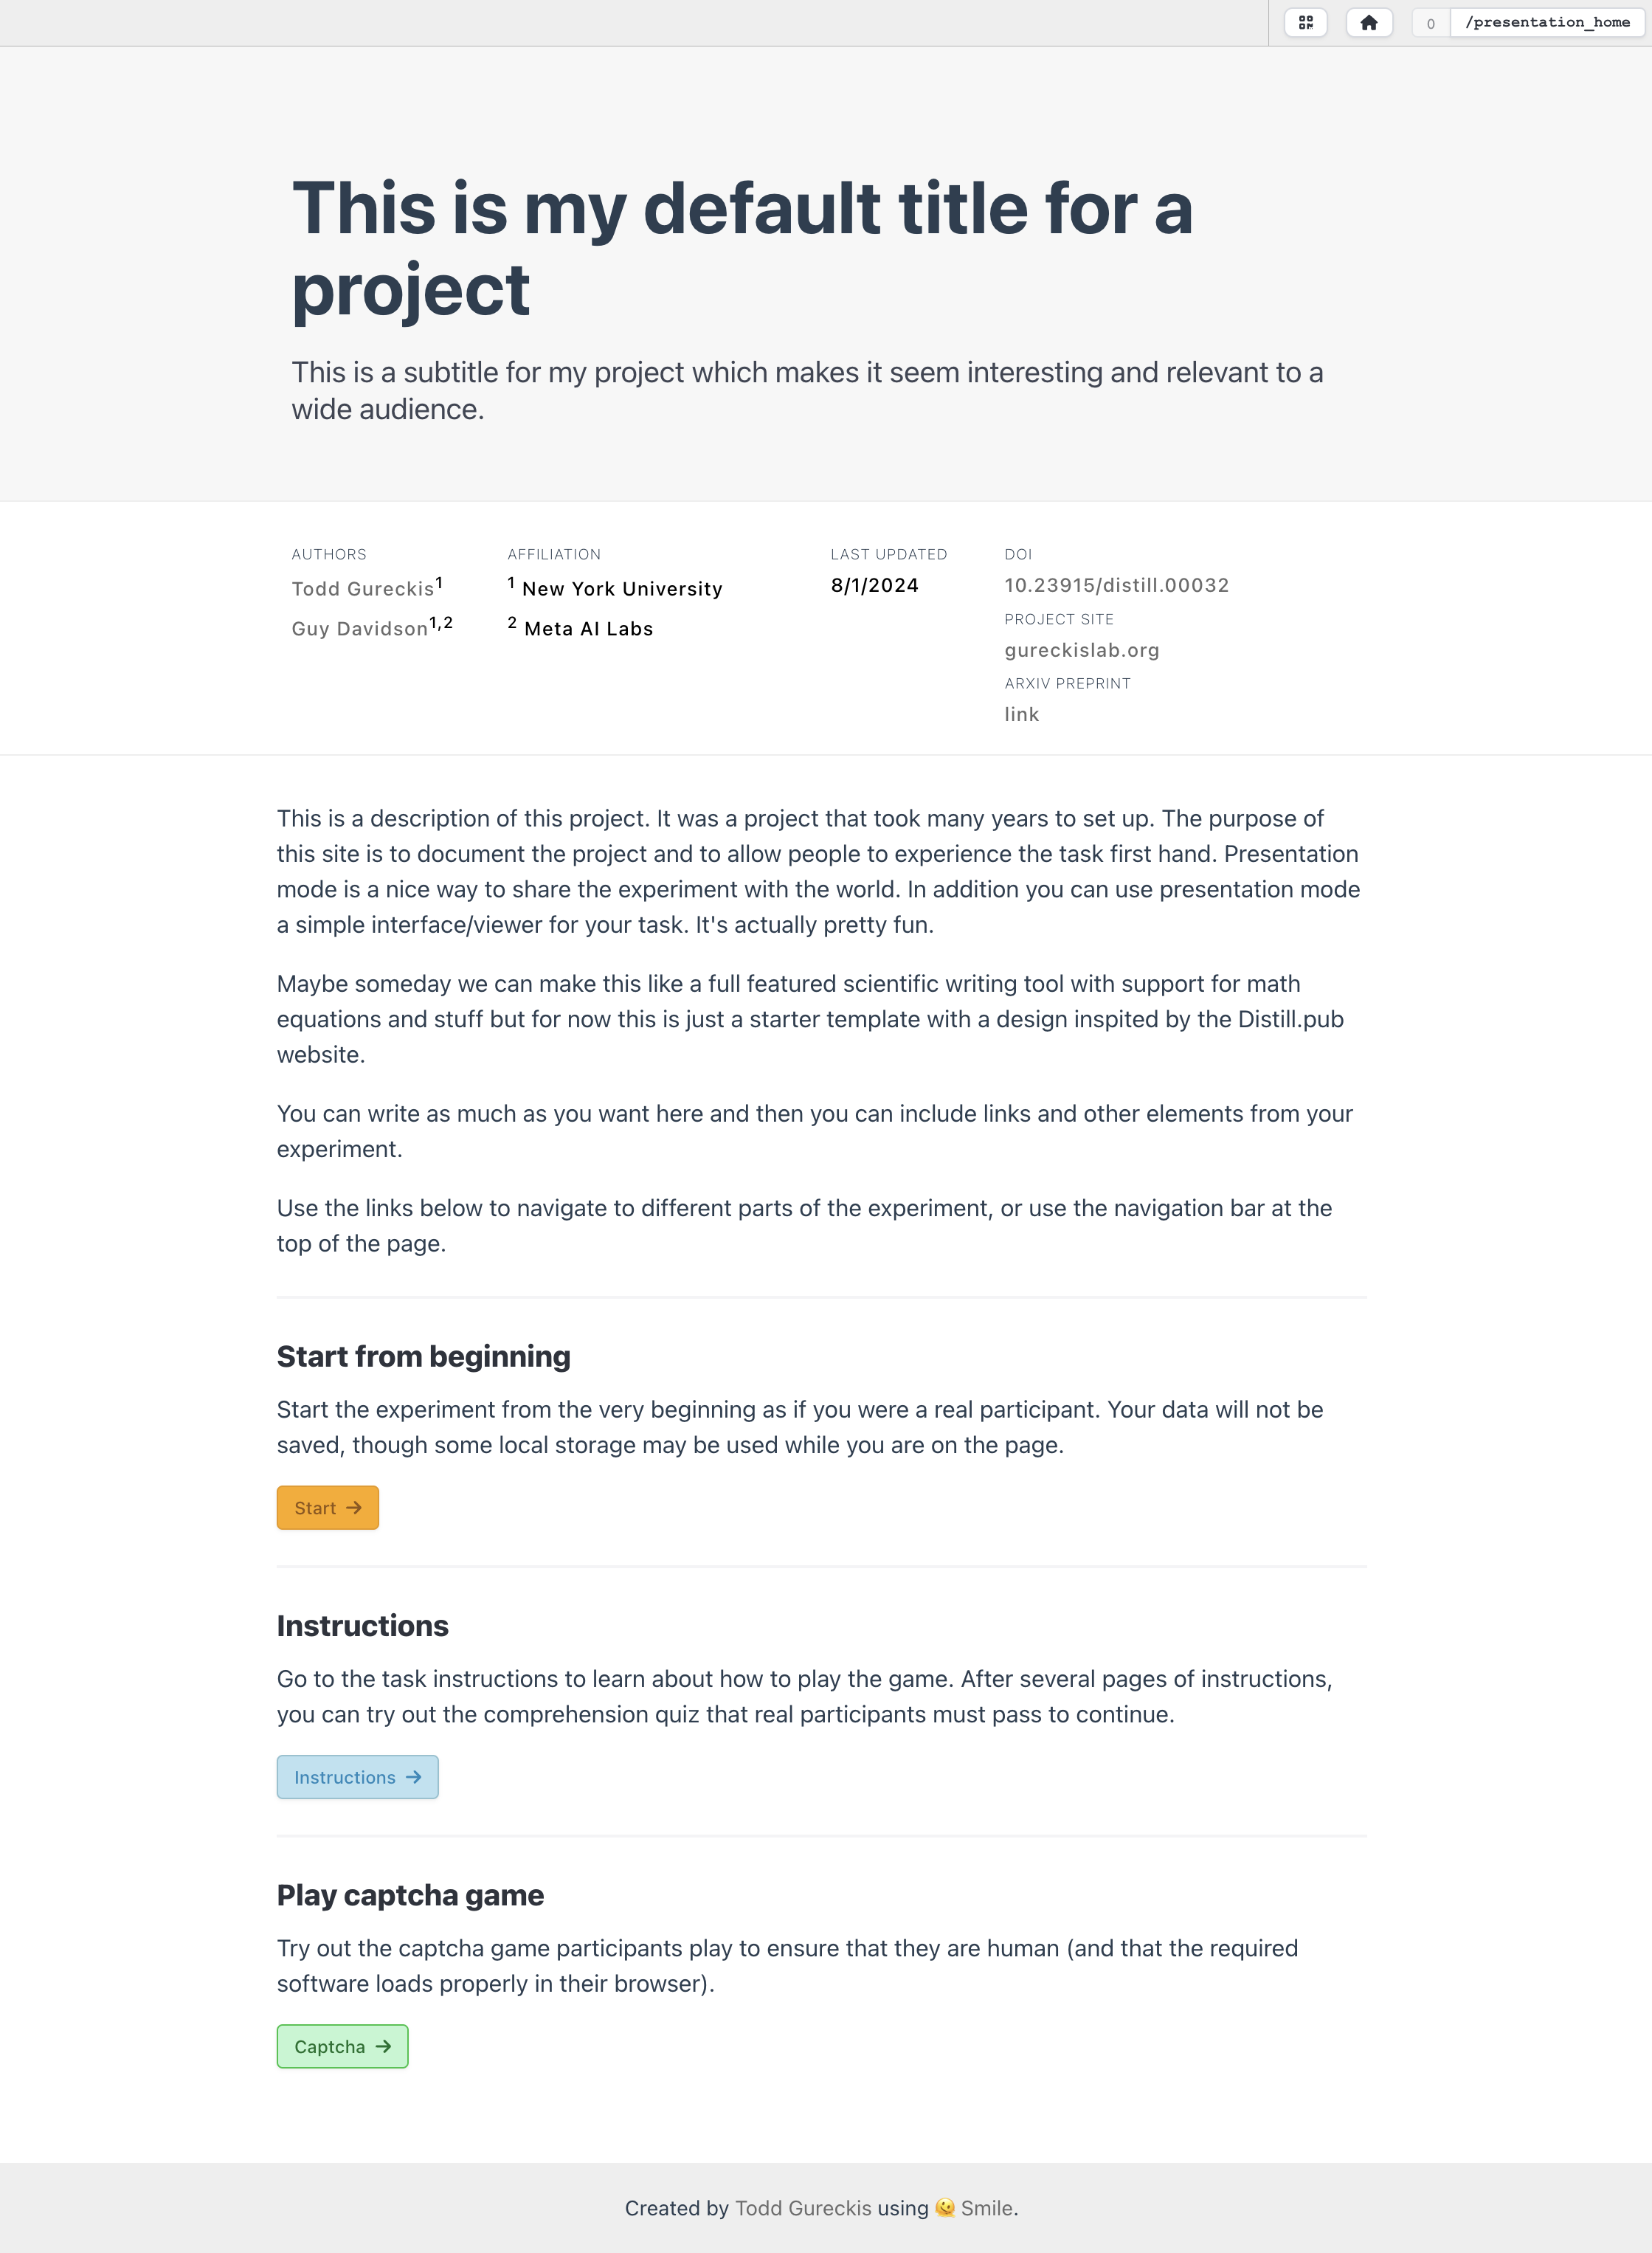 0 /presentation_home
This is my default title for a
project
This is a subtitle for my project which makes it seem interesting and relevant to a
wide audience.
AUTHORS
Todd Gureckis1
Guy Davidson1,2
AFFILIATION
1 New York University
2 Meta AI Labs
LAST UPDATED
8/1/2024
DOI
10.23915/distill.00032
PROJECT SITE
gureckislab.org
ARXIV PREPRINT
link
This is a description of this project. It was a project that took many years to set up. The purpose of
this site is to document the project and to allow people to experience the task first hand. Presentation
mode is a nice way to share the experiment with the world. In addition you can use presentation mode
a simple interface/viewer for your task. It's actually pretty fun.
Maybe someday we can make this like a full featured scientific writing tool with support for math
equations and stuff but for now this is just a starter template with a design inspited by the Distill.pub
website.
You can write as much as you want here and then you can include links and other elements from your
experiment.
Use the links below to navigate to different parts of the experiment, or use the navigation bar at the
top of the page.
Start from beginning
Start the experiment from the very beginning as if you were a real participant. Your data will not be
saved, though some local storage may be used while you are on the page.
Start →
Instructions
Go to the task instructions to learn about how to play the game. After several pages of instructions,
you can try out the comprehension quiz that real participants must pass to continue.
Instructions →
Play captcha game
Try out the captcha game participants play to ensure that they are human (and that the required
software loads properly in their browser).
Captcha →
Created by Todd Gureckis using 🫠 Smile.